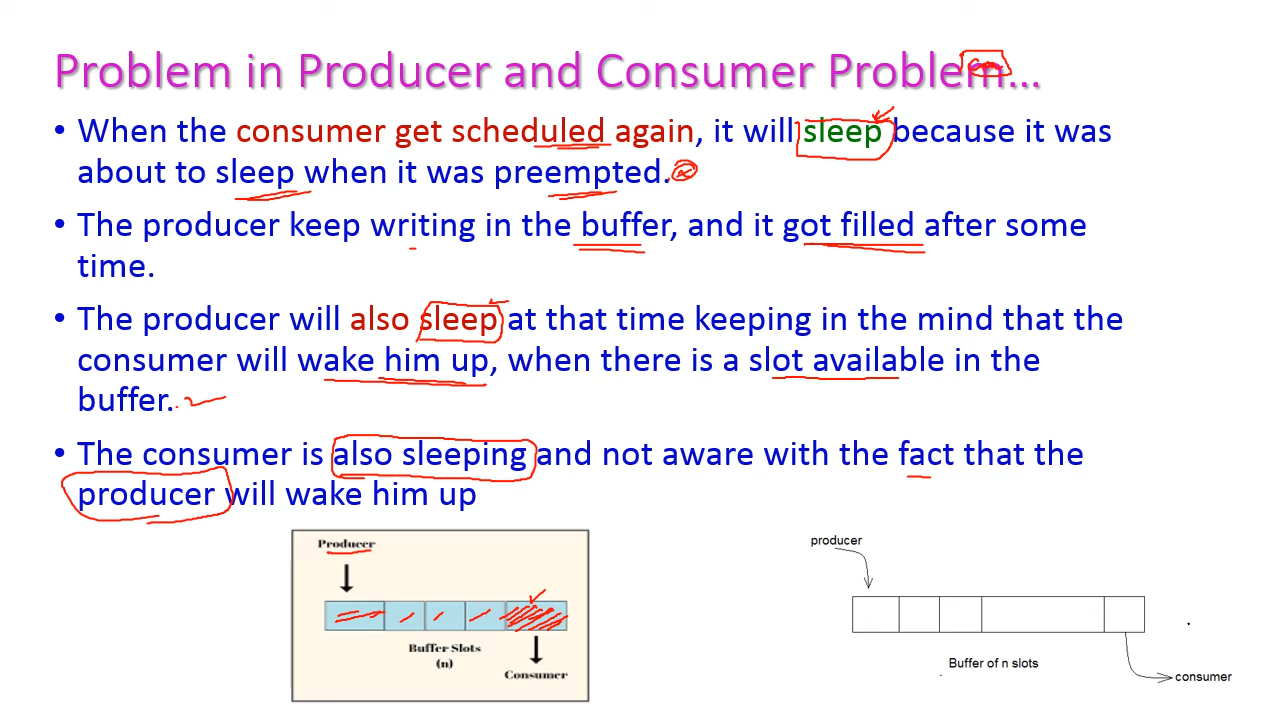 Problem in Producer and Consumer Problem...
• When the consumer get scheduled again, it will sleep because it was
about to sleep when it was preempted.
• The producer keep writing in the buffer, and it got filled after some
time.
• The producer will also sleep at that time keeping in the mind that the
consumer will wake him up, when there is a slot available in the
buffer.
• The consumer is also sleeping and not aware with the fact that the
producer will wake him up
Producer
Buffer Slots
(n)
Consumer
producer
Buffer of n slots
consumer